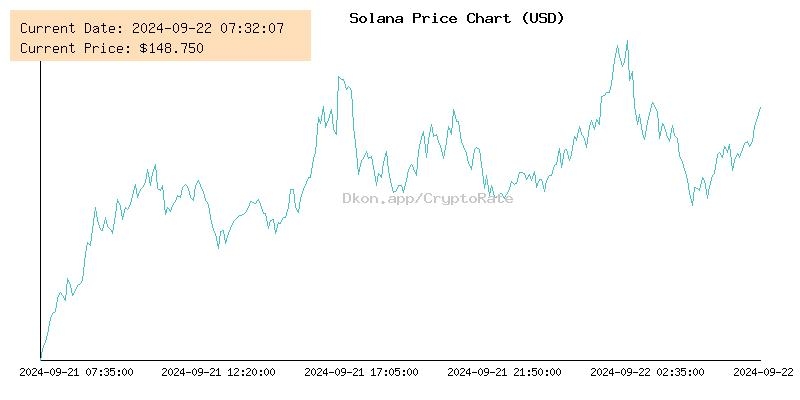 Solana Price Chart (USD)
Current Date: 2024-09-22 07:32:07
Current Price: $148.750
Dkon.app/CryptoRate
2024-09-21 07:35:00 2024-09-21 12:20:00 2024-09-21 17:05:00 2024-09-21 21:50:00 2024-09-22 02:35:00 2024-09-22